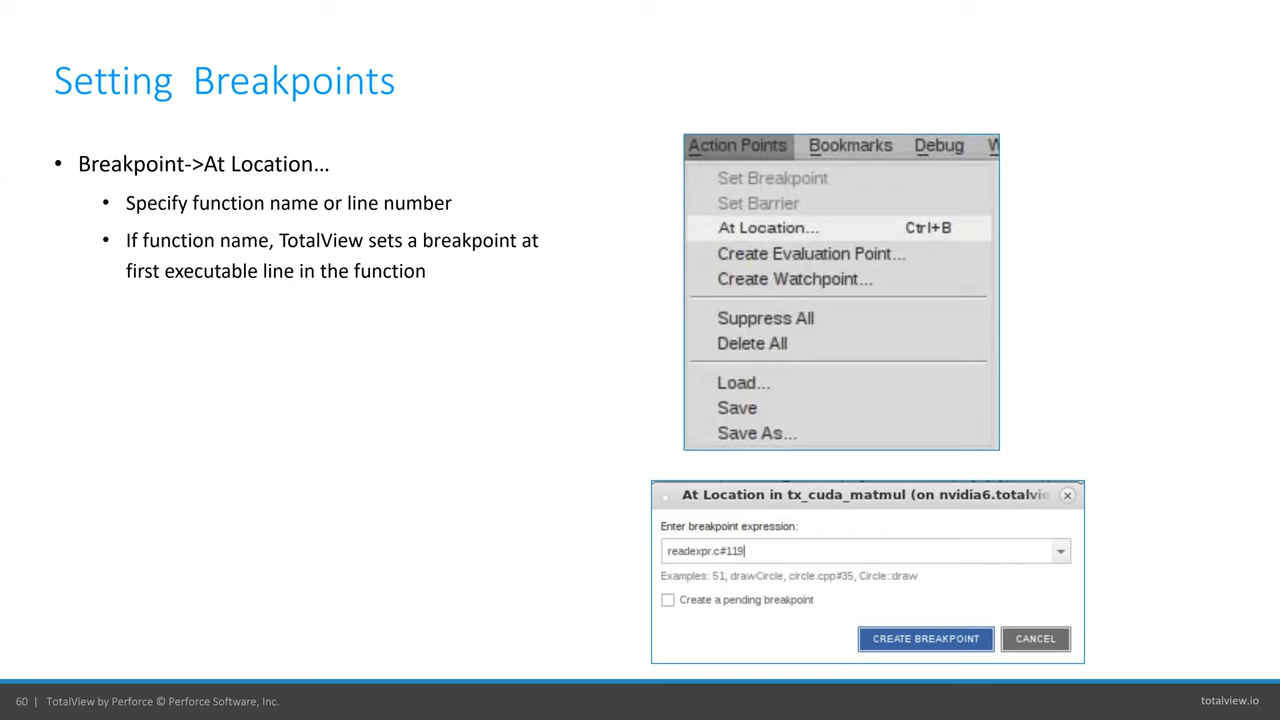 Setting Breakpoints
• Breakpoint->At Location…
• Specify function name or line number
• If function name, TotalView sets a breakpoint at
first executable line in the function
Action Points Bookmarks Debug
Set Breakpoint
Set Barrier
At Location... Ctrl+B
Create Evaluation Point...
Create Watchpoint...
Suppress All
Delete All
Load...
Save
Save As...
At Location in tx_cuda_matmul (on nvidia6.totalvie
Enter breakpoint expression:
readexpr.c#119
Examples: 51, drawCircle, circle.cpp#35, Circle::draw
Create a pending breakpoint
CREATE BREAKPOINT CANCEL
60 | TotalView by Perforce © Perforce Software, Inc.
totalview.io